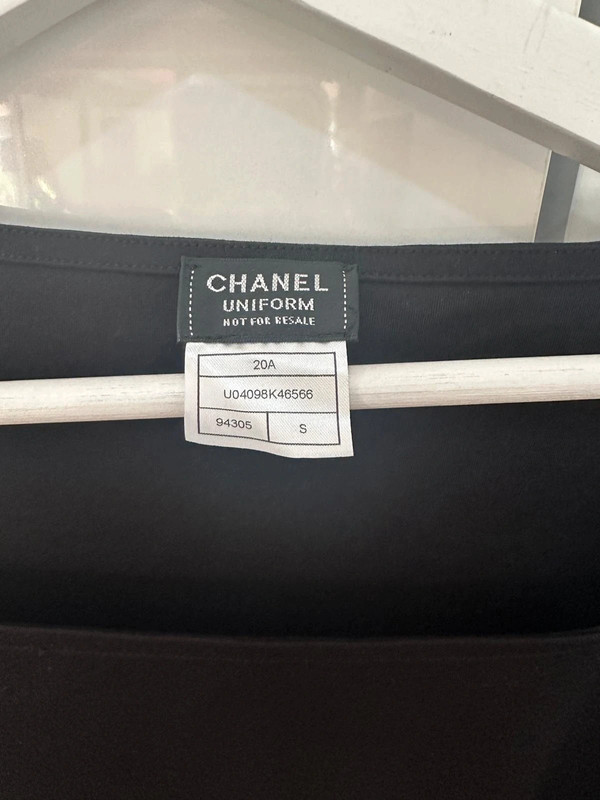 CHANEL
UNIFORM
NOT FOR RESALE
20A
U04098K46566
94305 S